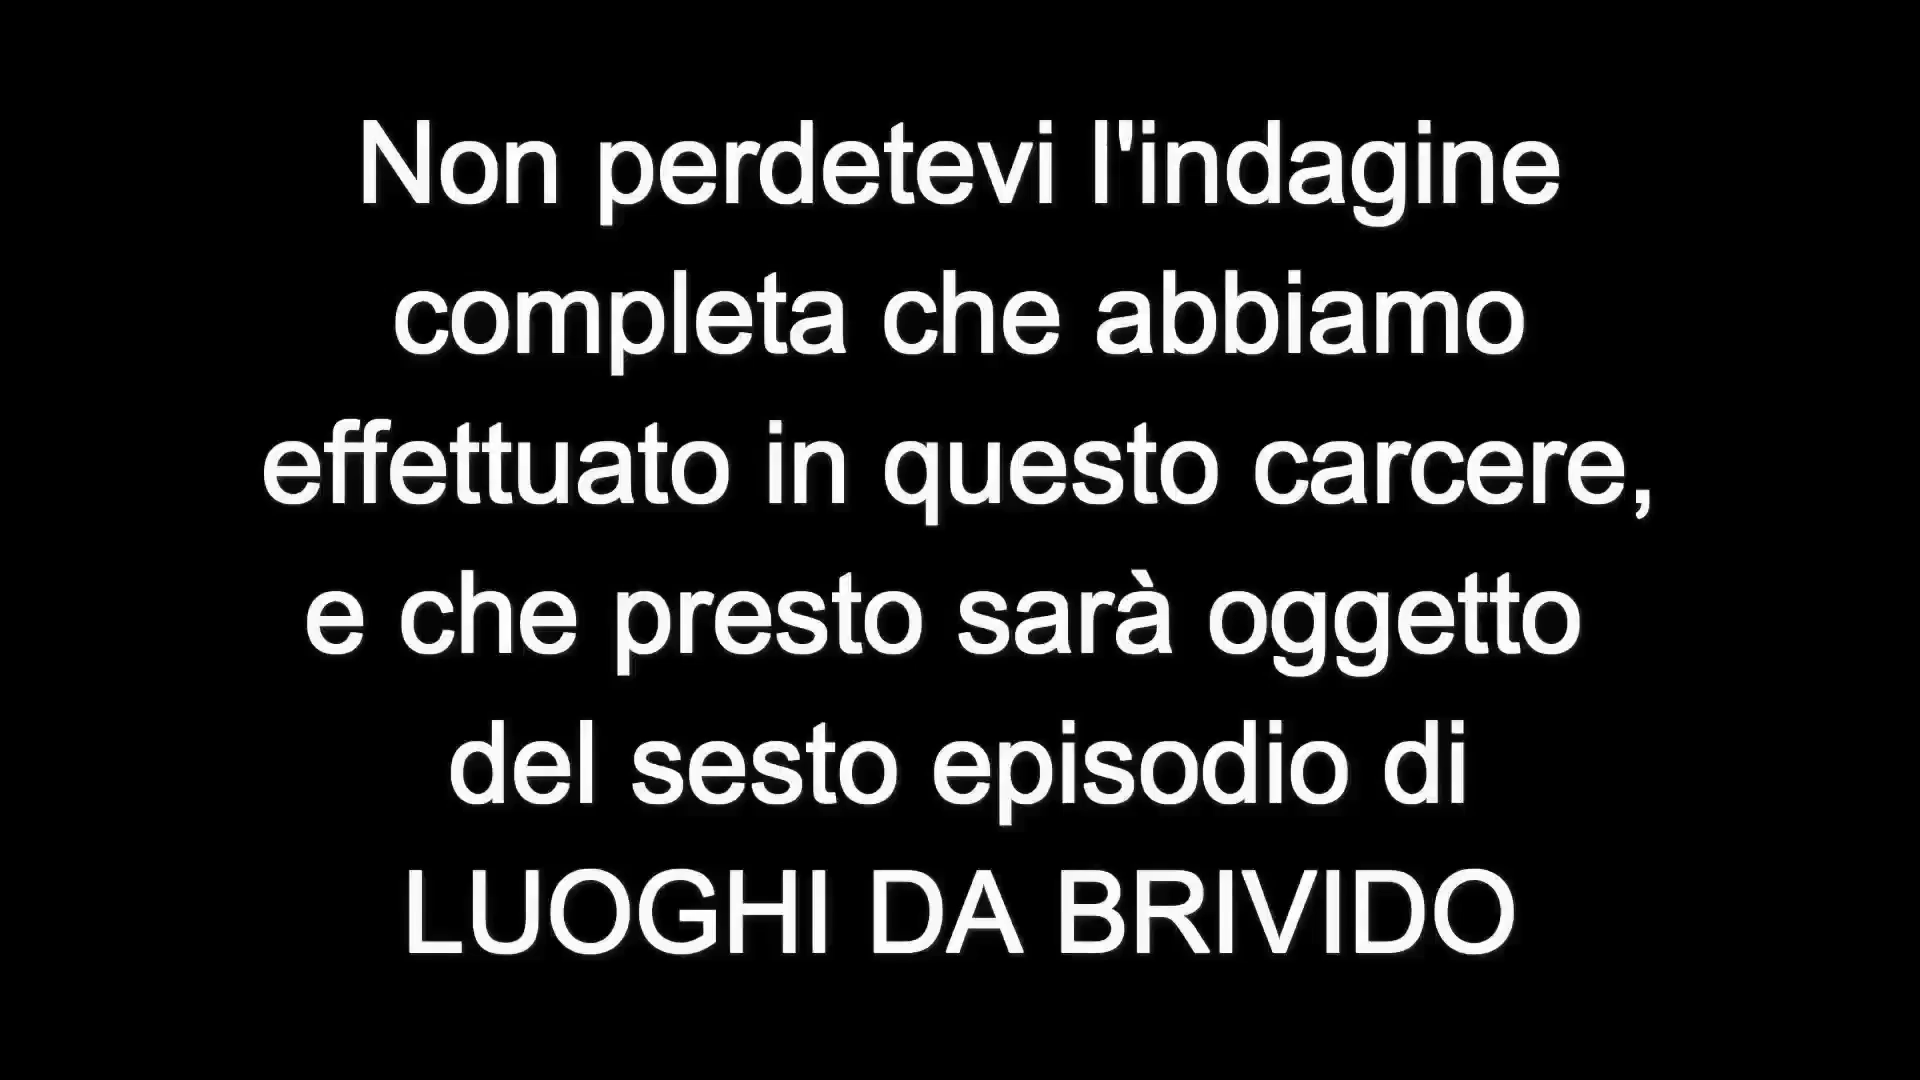 Non perdetevi l'indagine
completa che abbiamo
effettuato in questo carcere,
e che presto sarà oggetto
del sesto episodio di
LUOGHI DA BRIVIDO